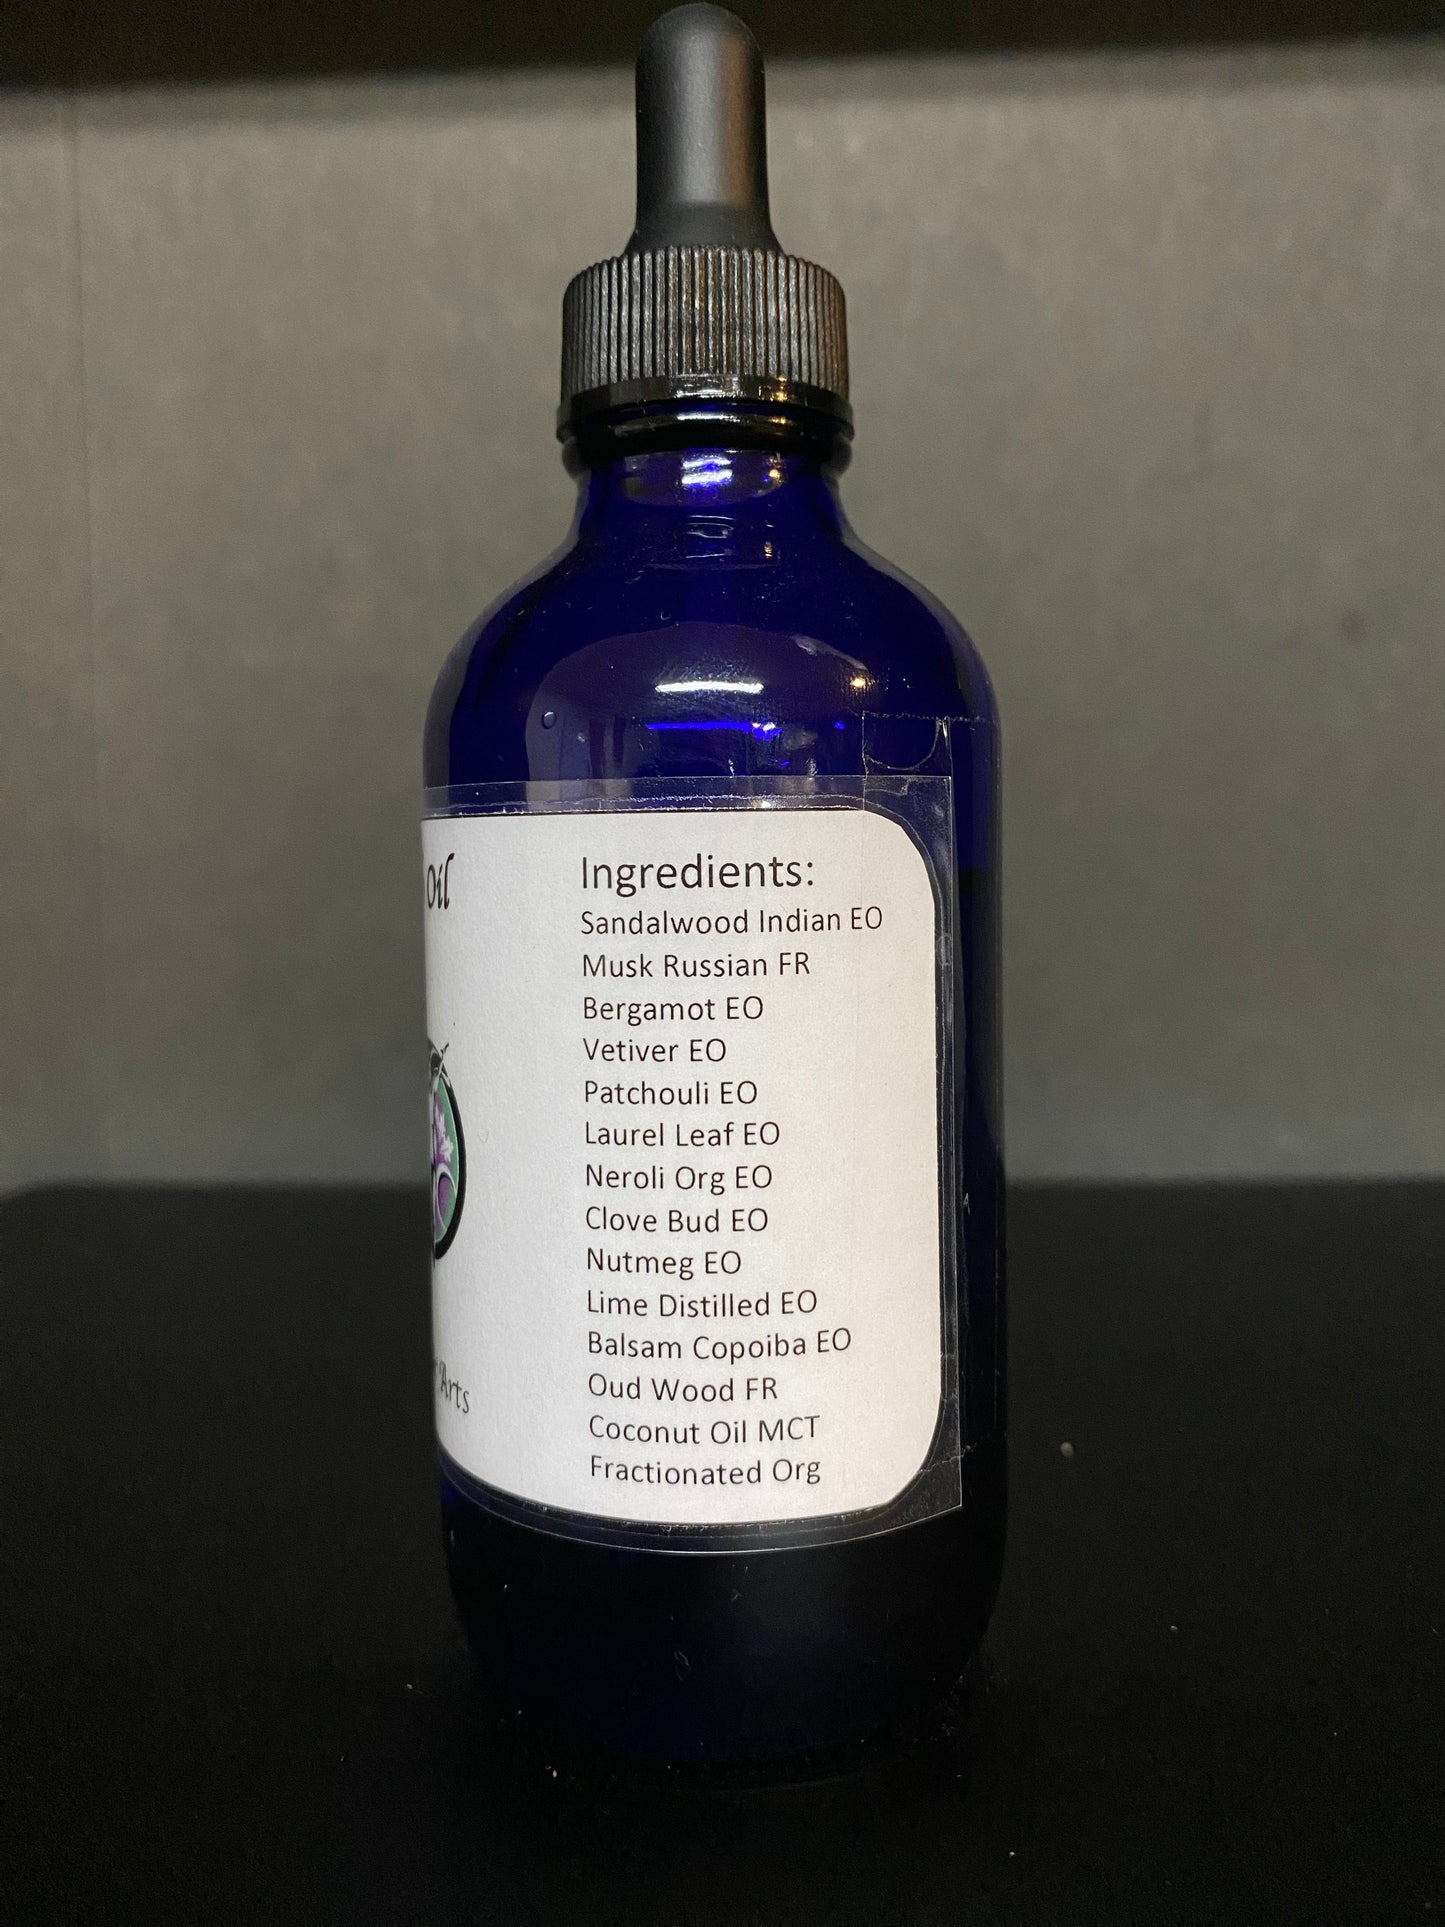 Oil
Ingredients:
Sandalwood Indian EO
Musk Russian FR
Bergamot EO
Vetiver EO
Patchouli EO
Laurel Leaf EO
Neroli Org EO
Clove Bud EO
Nutmeg EO
Lime Distilled EO
Balsam Copoiba EO
Oud Wood FR
Coconut Oil MCT
Fractionated Org
Arts